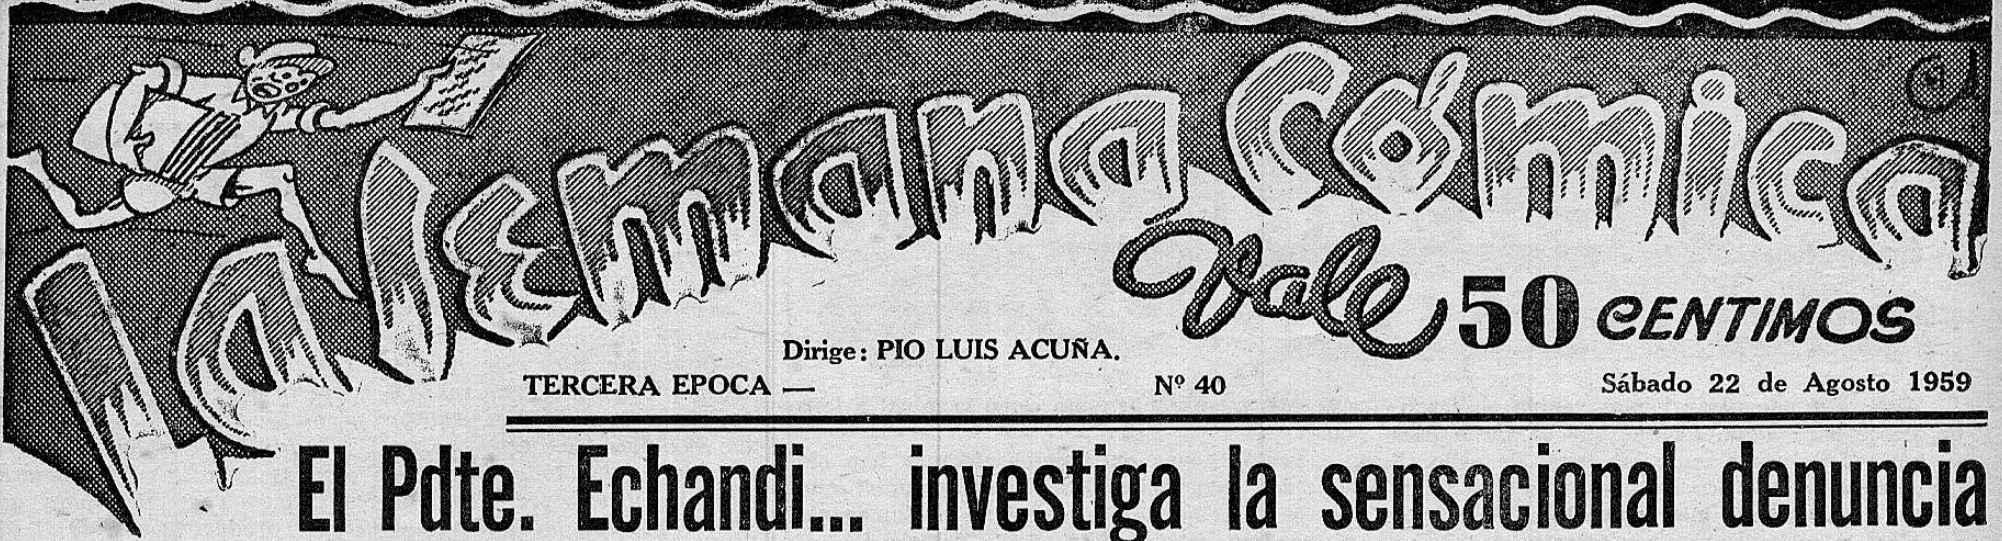 la Semana Cómica
Vale 50 CENTIMOS
Dirige: PIO LUIS ACUÑA.
TERCERA EPOCA — Nº 40 Sábado 22 de Agosto 1959
El Pdte. Echandi... investiga la sensacional denuncia